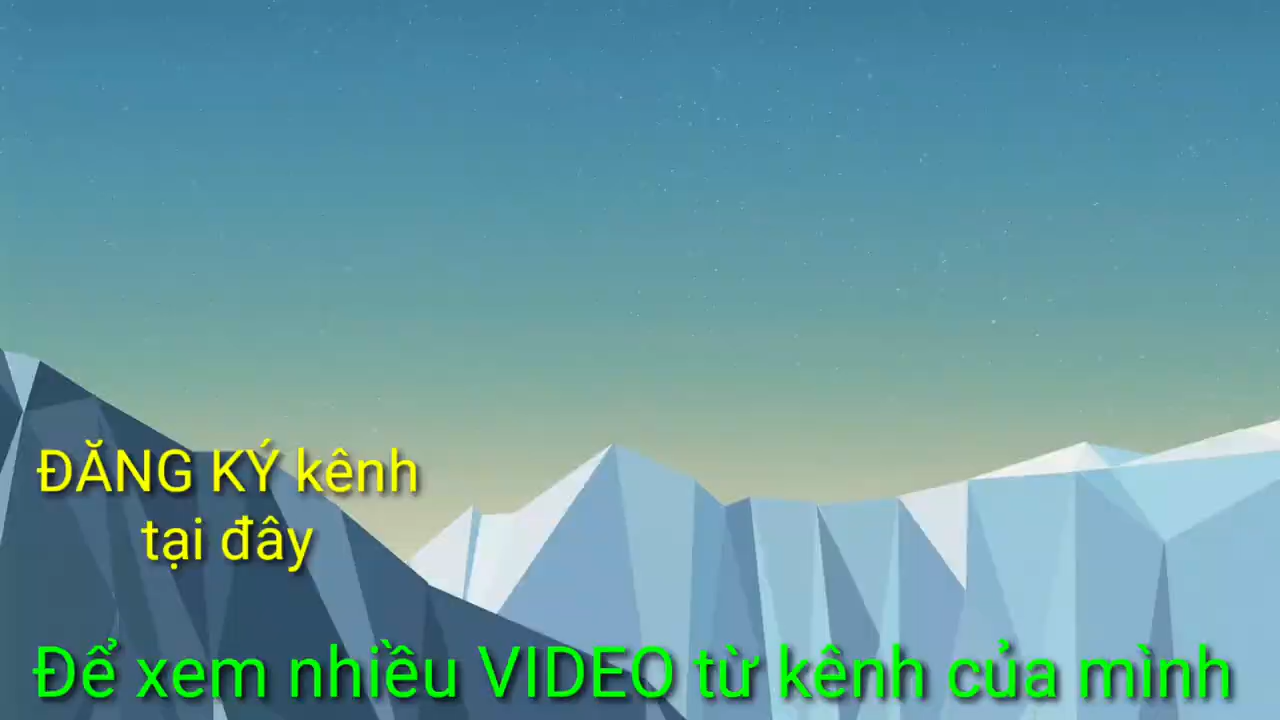 ĐĂNG KÝ kênh
tại đây
Để xem nhiều VIDEO từ kênh của mình